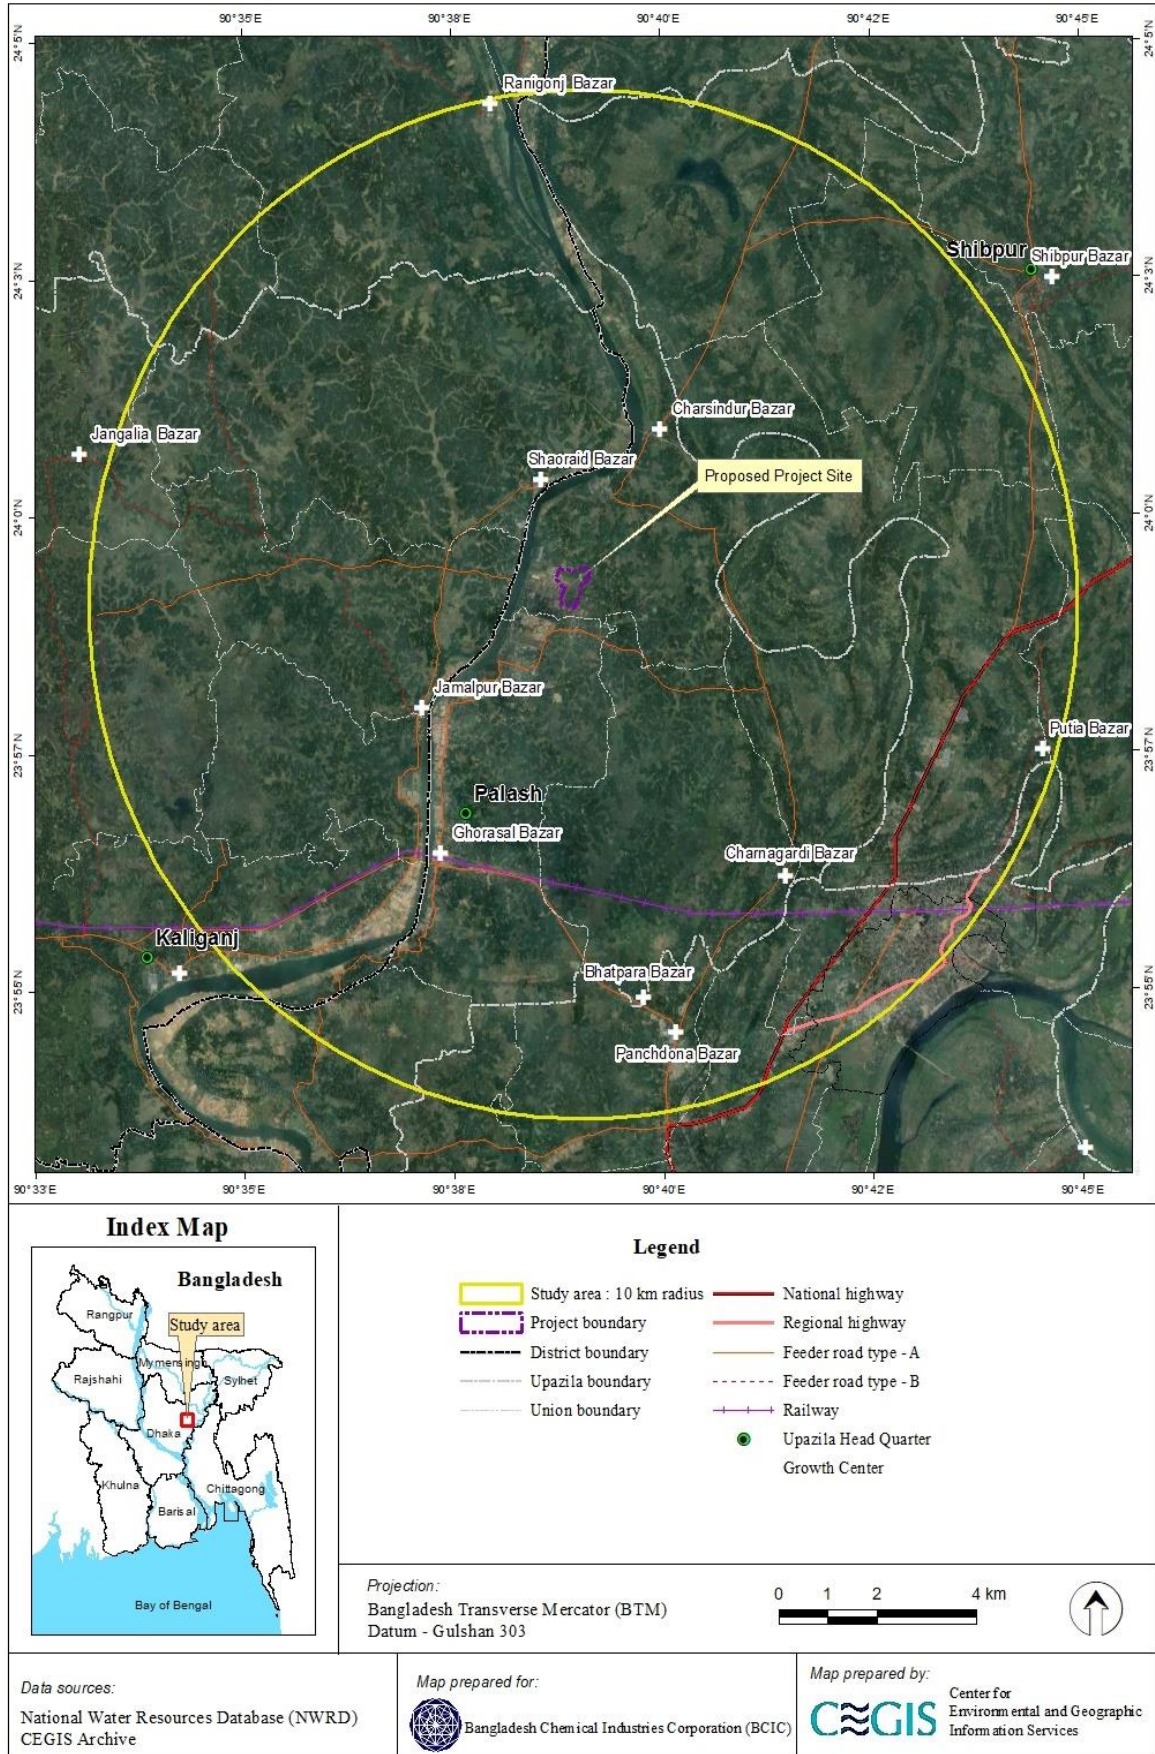 90°35'E 90°38'E 90°40'E 90°42'E 90°45'E
24°5'N 24°5'N
Ranigonj Bazar
Shibpur
Shibpur Bazar
24°3'N 24°3'N
Charsindur Bazar
Jangalia Bazar
Shaoraid Bazar
Proposed Project Site
24°0'N 24°0'N
Jamalpur Bazar
Putia Bazar
23°57'N 23°57'N
Palash
Ghorasal Bazar
Charnagardi Bazar
Kaliganj
Bhatpara Bazar
23°55'N 23°55'N
Panchdona Bazar
90°33'E 90°35'E 90°38'E 90°40'E 90°42'E 90°45'E
Index Map
Bangladesh
Rangpur
Study area
Mymensingh
Rajshahi
Sylhet
Dhaka
Khulna
Chittagong
Barisal
Bay of Bengal
Legend
Study area : 10 km radius
Project boundary
District boundary
Upazila boundary
Union boundary
National highway
Regional highway
Feeder road type - A
Feeder road type - B
Railway
Upazila Head Quarter
Growth Center
Projection:
Bangladesh Transverse Mercator (BTM)
Datum - Gulshan 303
0 1 2 4 km
Data sources:
National Water Resources Database (NWRD)
CEGIS Archive
Map prepared for:
Bangladesh Chemical Industries Corporation (BCIC)
Map prepared by:
CEGIS
Center for
Environmental and Geographic
Information Services